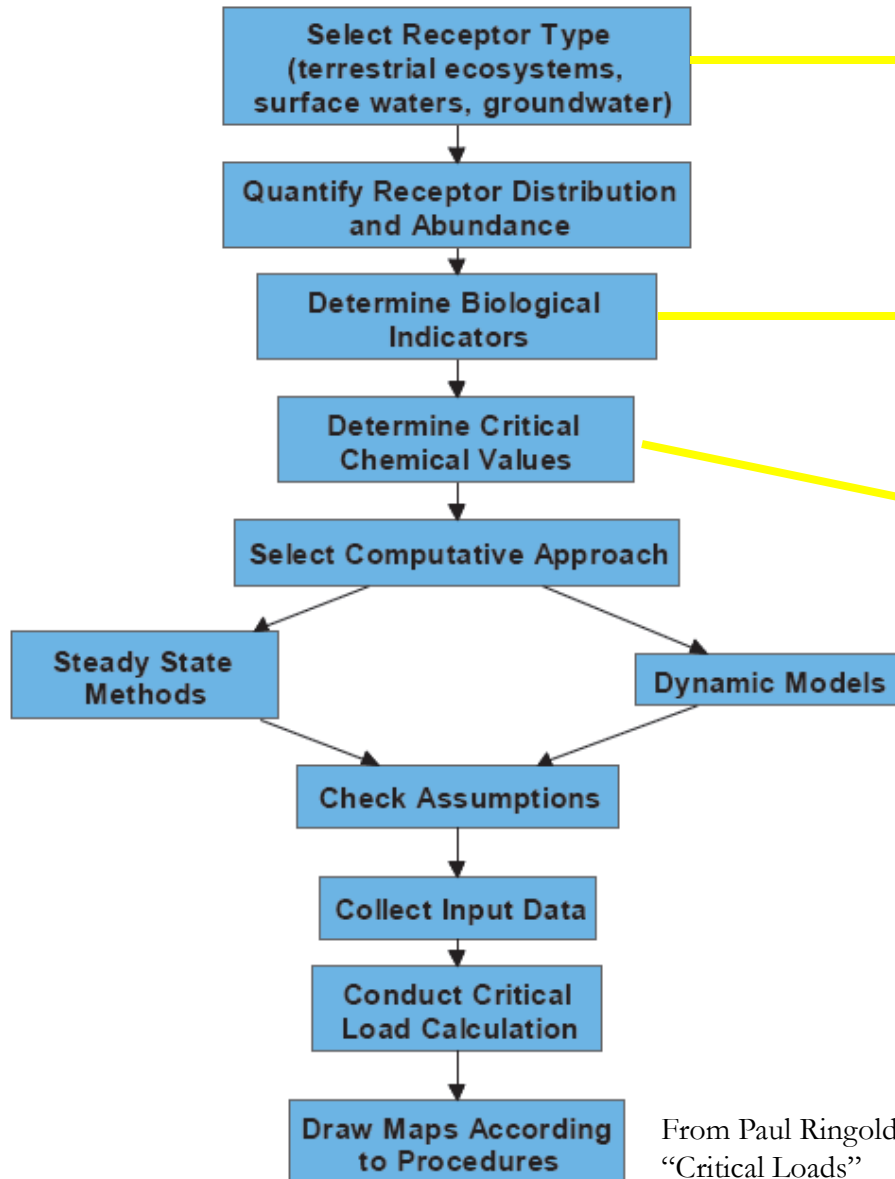 Select Receptor Type
(terrestrial ecosystems,
surface waters, groundwater)
Quantify Receptor Distribution
and Abundance
Determine Biological
Indicators
Determine Critical
Chemical Values
Select Computative Approach
Steady State
Methods
Dynamic Models
Check Assumptions
Collect Input Data
Conduct Critical
Load Calculation
Draw Maps According
to Procedures
From Paul Ringold
“Critical Loads”